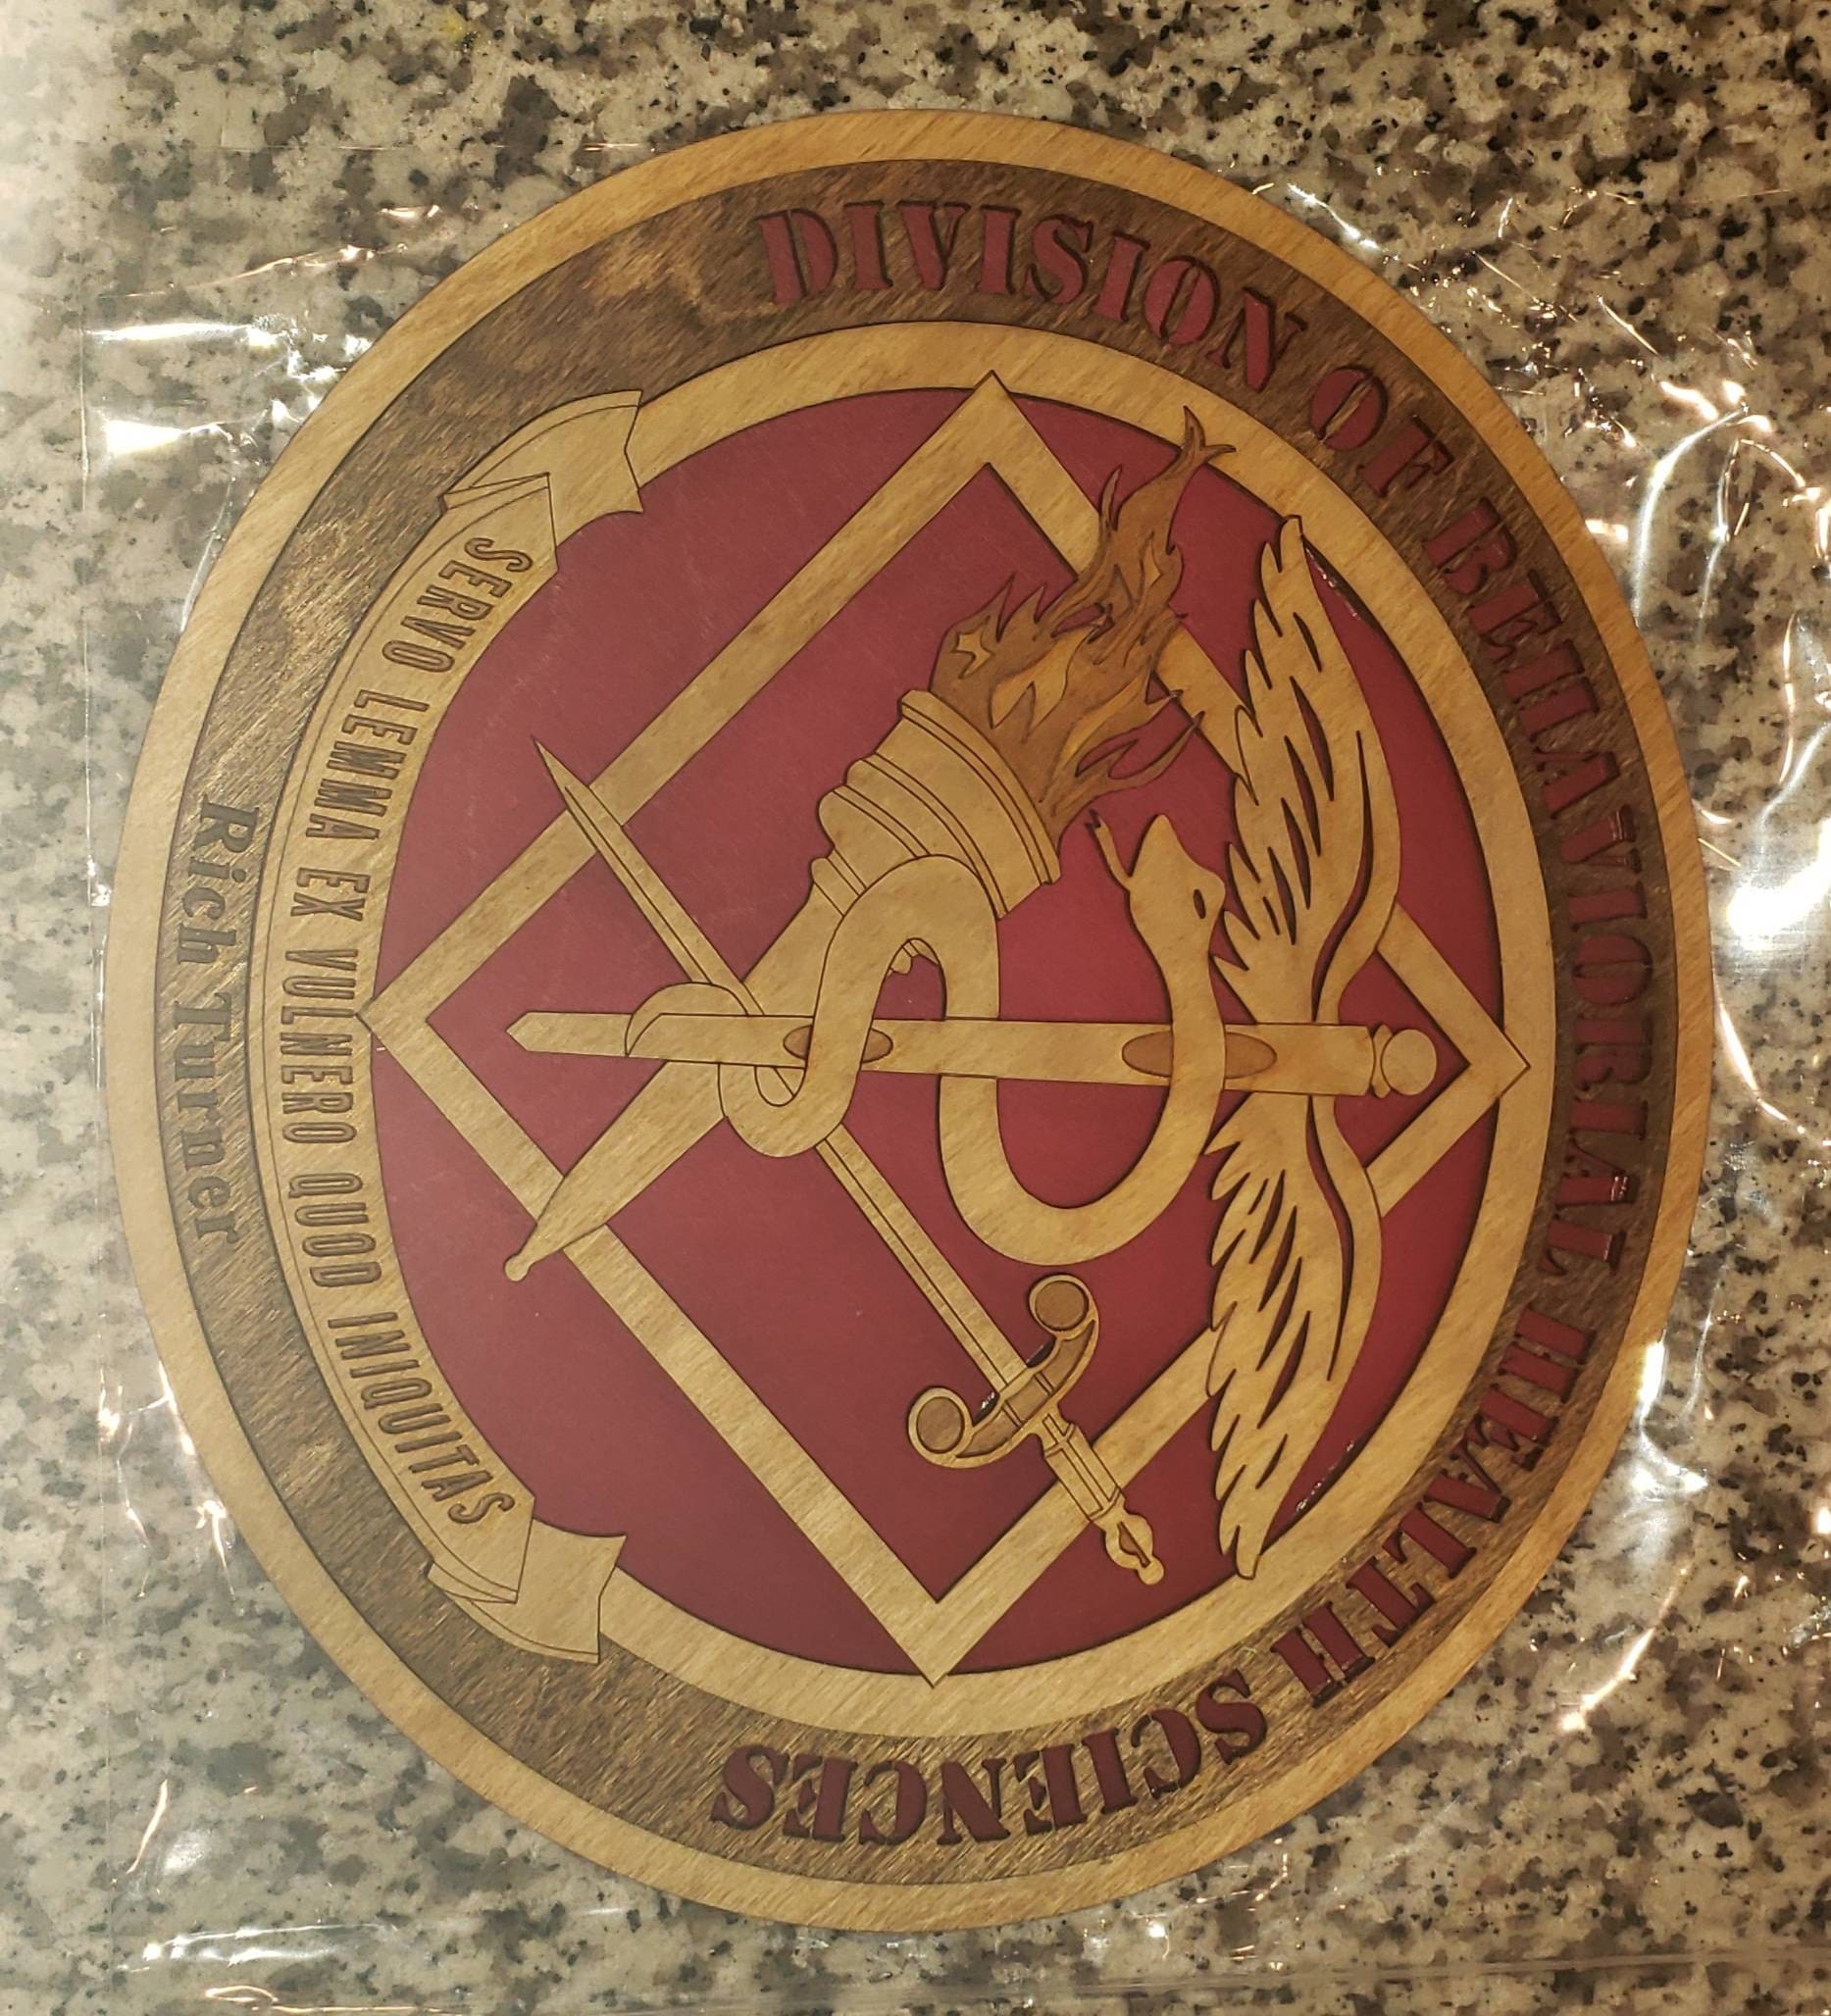 DIVISION OF BEHAVIORIAL HEALTH SCIENCES
SERVO LEMMA EX VULNERO QUOD INIQUITAS
Rich Turner